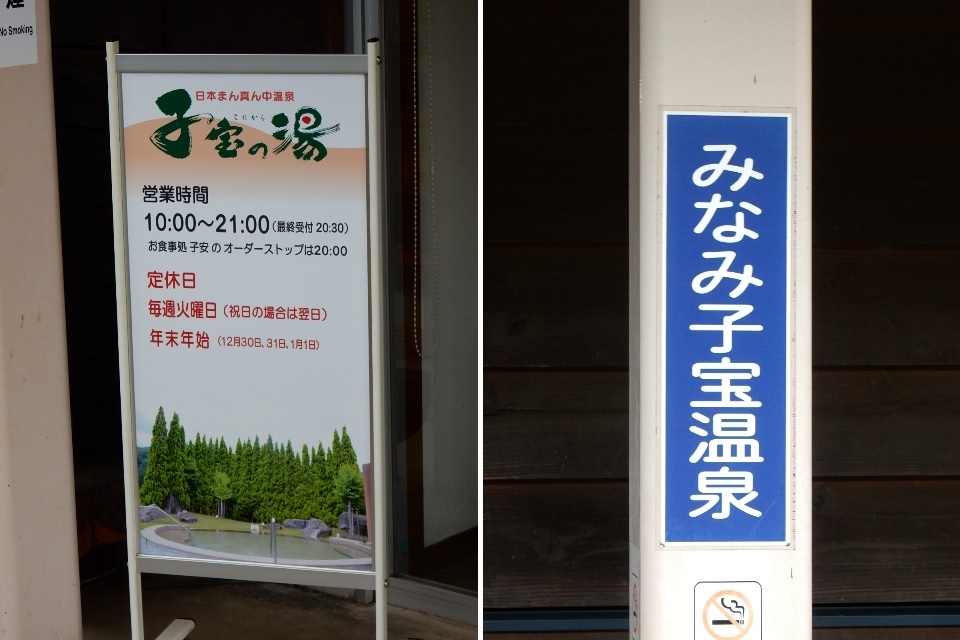 No Smoking
日本まん真ん中温泉
こだから
子宝の湯
営業時間
10:00～21:00(最終受付 20:30)
お食事処 子安 の オーダーストップは20:00
定休日
毎週火曜日（祝日の場合は翌日）
年末年始（12月30日、31日、1月1日）
みなみ子宝温泉